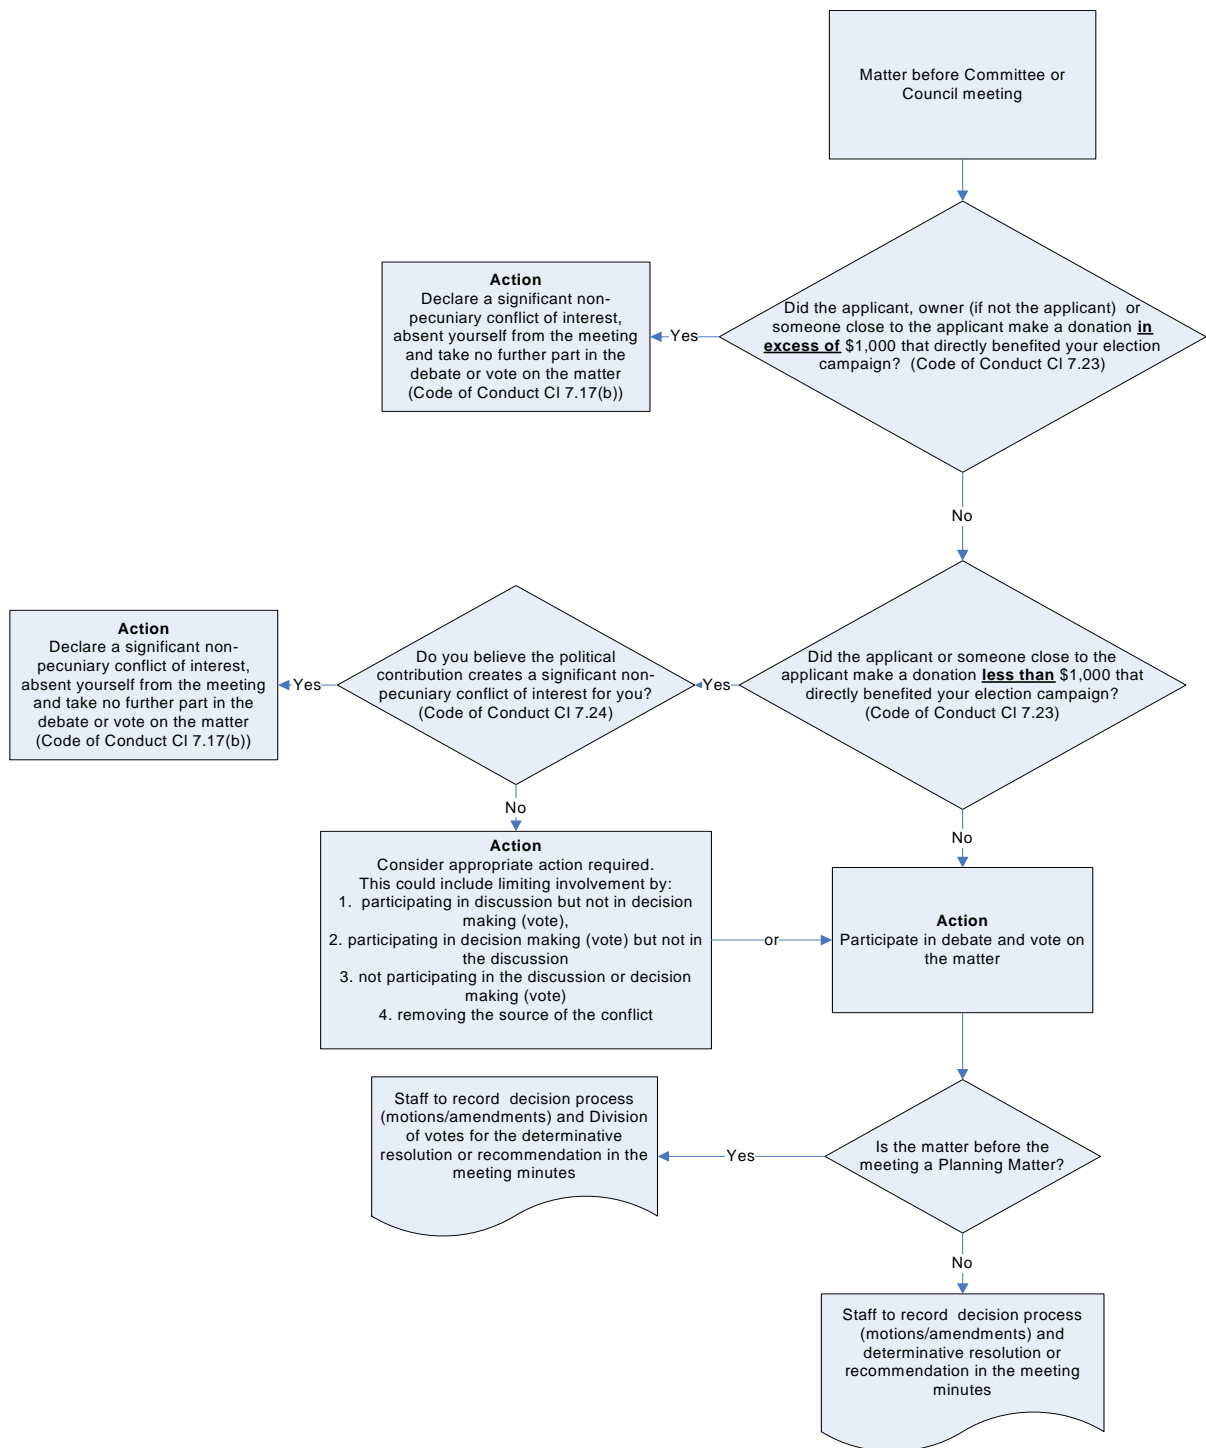 Matter before Committee or
Council meeting
Did the applicant, owner (if not the applicant)  or
someone close to the applicant make a donation in
excess of $1,000 that directly benefited your election
campaign?  (Code of Conduct Cl 7.23)
Yes
Action
Declare a significant non-
pecuniary conflict of interest,
absent yourself from the meeting
and take no further part in the
debate or vote on the matter
(Code of Conduct Cl 7.17(b))
No
Did the applicant or someone close to the
applicant make a donation less than $1,000 that
directly benefited your election campaign?
(Code of Conduct Cl 7.23)
Yes
Do you believe the political
contribution creates a significant non-
pecuniary conflict of interest for you?
(Code of Conduct Cl 7.24)
Yes
Action
Declare a significant non-
pecuniary conflict of interest,
absent yourself from the meeting
and take no further part in the
debate or vote on the matter
(Code of Conduct Cl 7.17(b))
No
Action
Consider appropriate action required.
This could include limiting involvement by:
1.  participating in discussion but not in decision
making (vote),
2. participating in decision making (vote) but not in
the discussion
3. not participating in the discussion or decision
making (vote)
4. removing the source of the conflict
or
No
Action
Participate in debate and vote on
the matter
Is the matter before the
meeting a Planning Matter?
Yes
Staff to record  decision process
(motions/amendments) and Division
of votes for the determinative
resolution or recommendation in the
meeting minutes
No
Staff to record  decision process
(motions/amendments) and
determinative resolution or
recommendation in the meeting
minutes